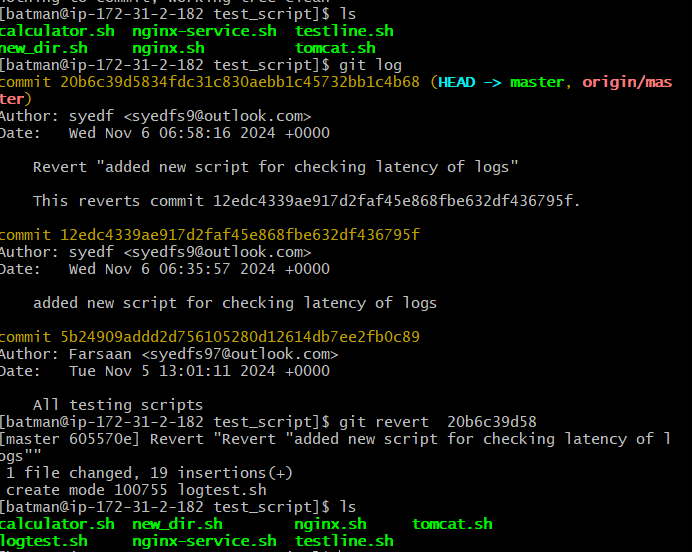 nothing to commit, working tree clean
[batman@ip-172-31-2-182 test_script]$ ls
calculator.sh  nginx-service.sh  testline.sh
new_dir.sh     nginx.sh          tomcat.sh
[batman@ip-172-31-2-182 test_script]$ git log
commit 20b6c39d5834fdc31c830aebb1c45732bb1c4b68 (HEAD -> master, origin/mas
ter)
Author: syedf <syedfs9@outlook.com>
Date:   Wed Nov 6 06:58:16 2024 +0000
    Revert "added new script for checking latency of logs"
    This reverts commit 12edc4339ae917d2faf45e868fbe632df436795f.
commit 12edc4339ae917d2faf45e868fbe632df436795f
Author: syedf <syedfs9@outlook.com>
Date:   Wed Nov 6 06:35:57 2024 +0000
    added new script for checking latency of logs
commit 5b24909addd2d756105280d12614db7ee2fb0c89
Author: Farsaan <syedfs97@outlook.com>
Date:   Tue Nov 5 13:01:11 2024 +0000
    All testing scripts
[batman@ip-172-31-2-182 test_script]$ git revert  20b6c39d58
[master 605570e] Revert "Revert "added new script for checking latency of l
ogs""
 1 file changed, 19 insertions(+)
 create mode 100755 logtest.sh
[batman@ip-172-31-2-182 test_script]$ ls
calculator.sh  new_dir.sh        nginx.sh     tomcat.sh
logtest.sh     nginx-service.sh  testline.sh